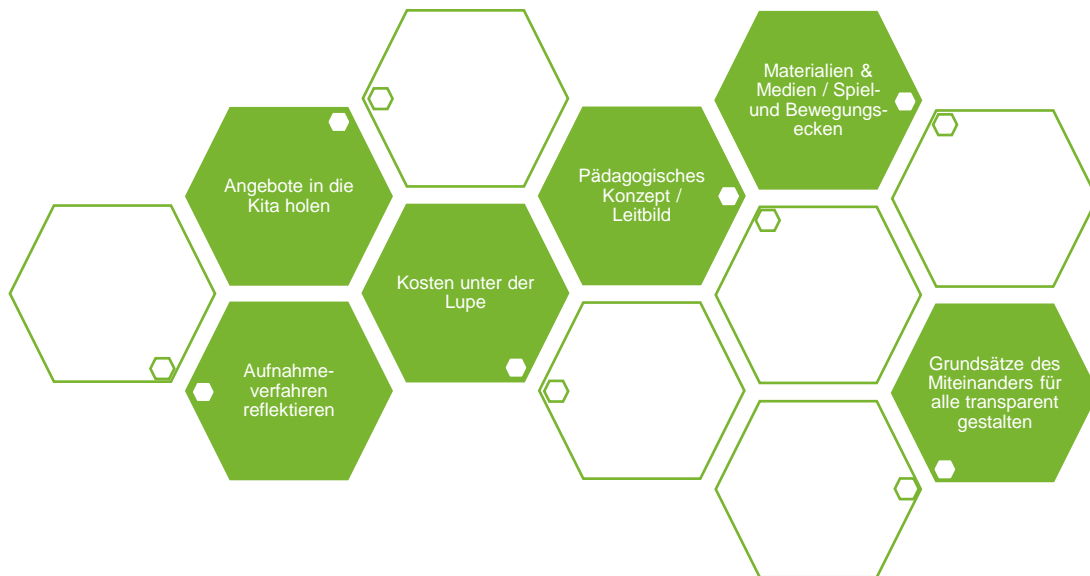 Angebote in die
Kita holen
Aufnahme-
verfahren
reflektieren
Kosten unter der
Lupe
Pädagogisches
Konzept /
Leitbild
Materialien &
Medien / Spiel-
und Bewegungs-
ecken
Grundsätze des
Miteinanders für
alle transparent
gestalten